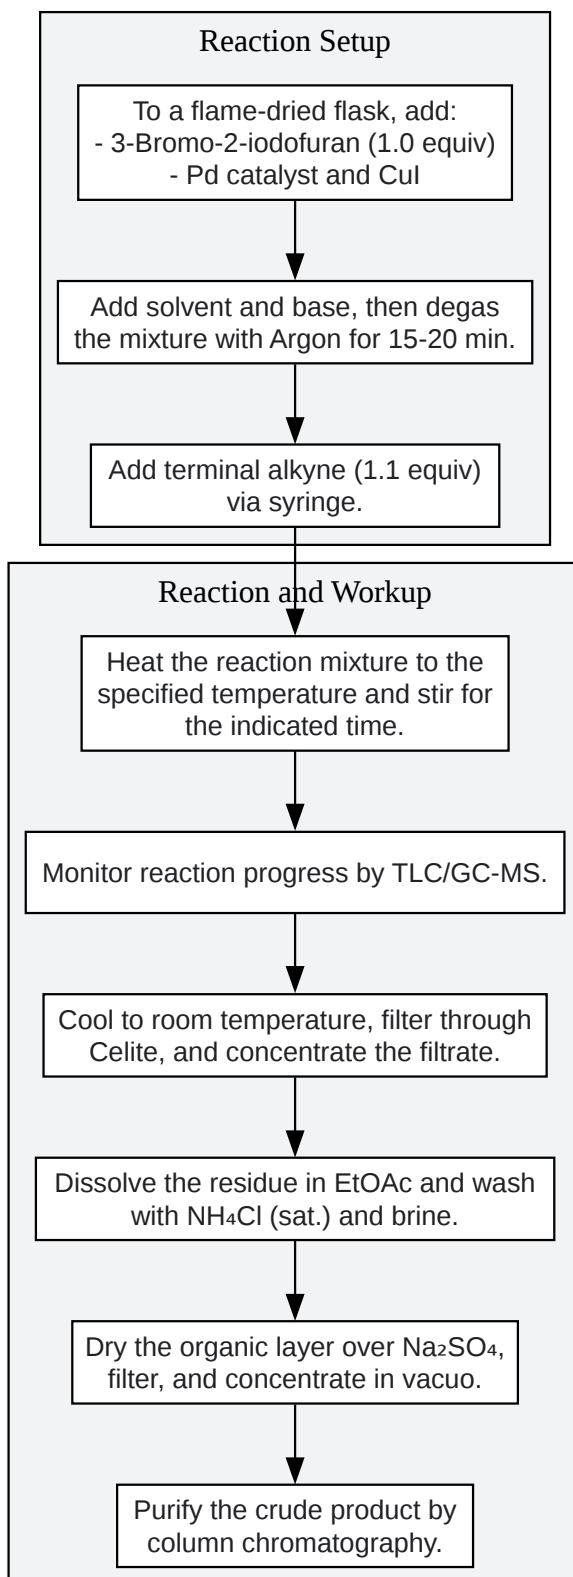 Reaction Setup
To a flame-dried flask, add:
- 3-Bromo-2-iodofuran (1.0 equiv)
- Pd catalyst and CuI
Add solvent and base, then degas
the mixture with Argon for 15-20 min.
Add terminal alkyne (1.1 equiv)
via syringe.
Reaction and Workup
Heat the reaction mixture to the
specified temperature and stir for
the indicated time.
Monitor reaction progress by TLC/GC-MS.
Cool to room temperature, filter through
Celite, and concentrate the filtrate.
Dissolve the residue in EtOAc and wash
with NH₄Cl (sat.) and brine.
Dry the organic layer over Na₂SO₄,
filter, and concentrate in vacuo.
Purify the crude product by
column chromatography.